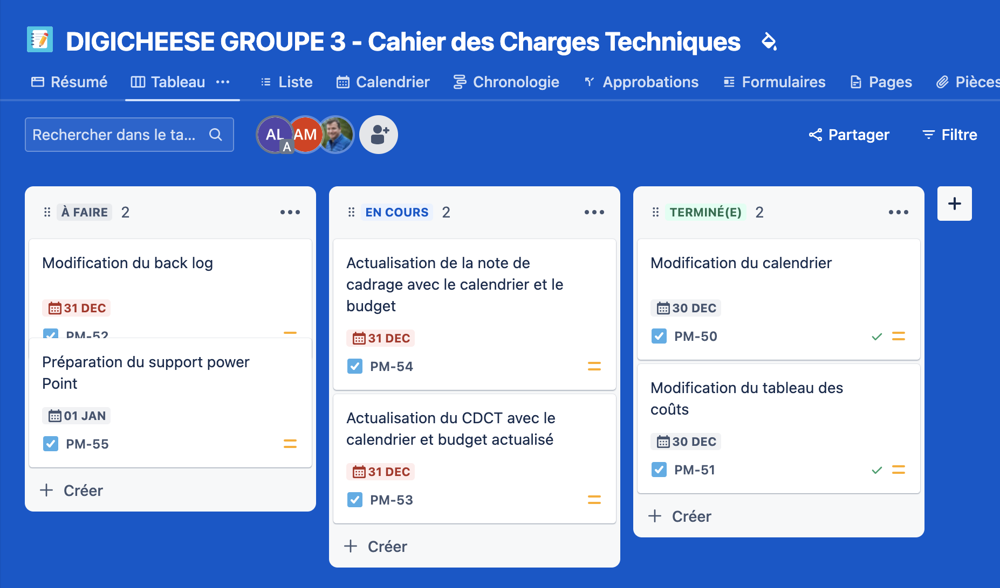 DIGICHEESE GROUPE 3 - Cahier des Charges Techniques
Résumé
Tableau
Liste
Calendrier
Chronologie
Approbations
Formulaires
Pages
Pièces
Rechercher dans le ta...
AL
A
AM
Partager
Filtre
À FAIRE 2
Modification du back log
31 DEC
PM-52
Préparation du support power
Point
01 JAN
PM-55
Créer
EN COURS 2
Actualisation de la note de
cadrage avec le calendrier et le
budget
31 DEC
PM-54
Actualisation du CDCT avec le
calendrier et budget actualisé
31 DEC
PM-53
Créer
TERMINÉ(E) 2
Modification du calendrier
30 DEC
PM-50
Modification du tableau des
coûts
30 DEC
PM-51
Créer